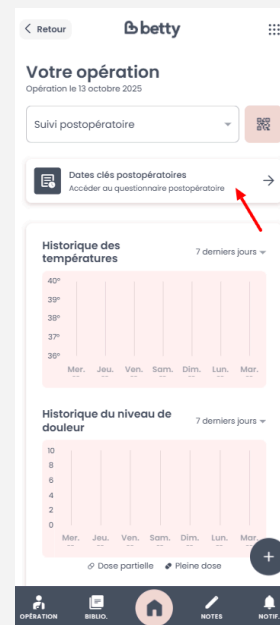 Retour
betty
Votre opération
Opération le 13 octobre 2025
Suivi postopératoire
Dates clés postopératoires
Accéder au questionnaire postopératoire
Historique des
températures
7 derniers jours
40°
39°
38°
37°
36°
Mer. Jeu. Ven. Sam. Dim. Lun. Mar.
Historique du niveau de
douleur
7 derniers jours
10
8
6
4
2
0
Mer. Jeu. Ven. Sam. Dim. Lun. Mar.
Dose partielle Pleine dose
+
OPÉRATION BIBLIO. NOTES NOTIF.